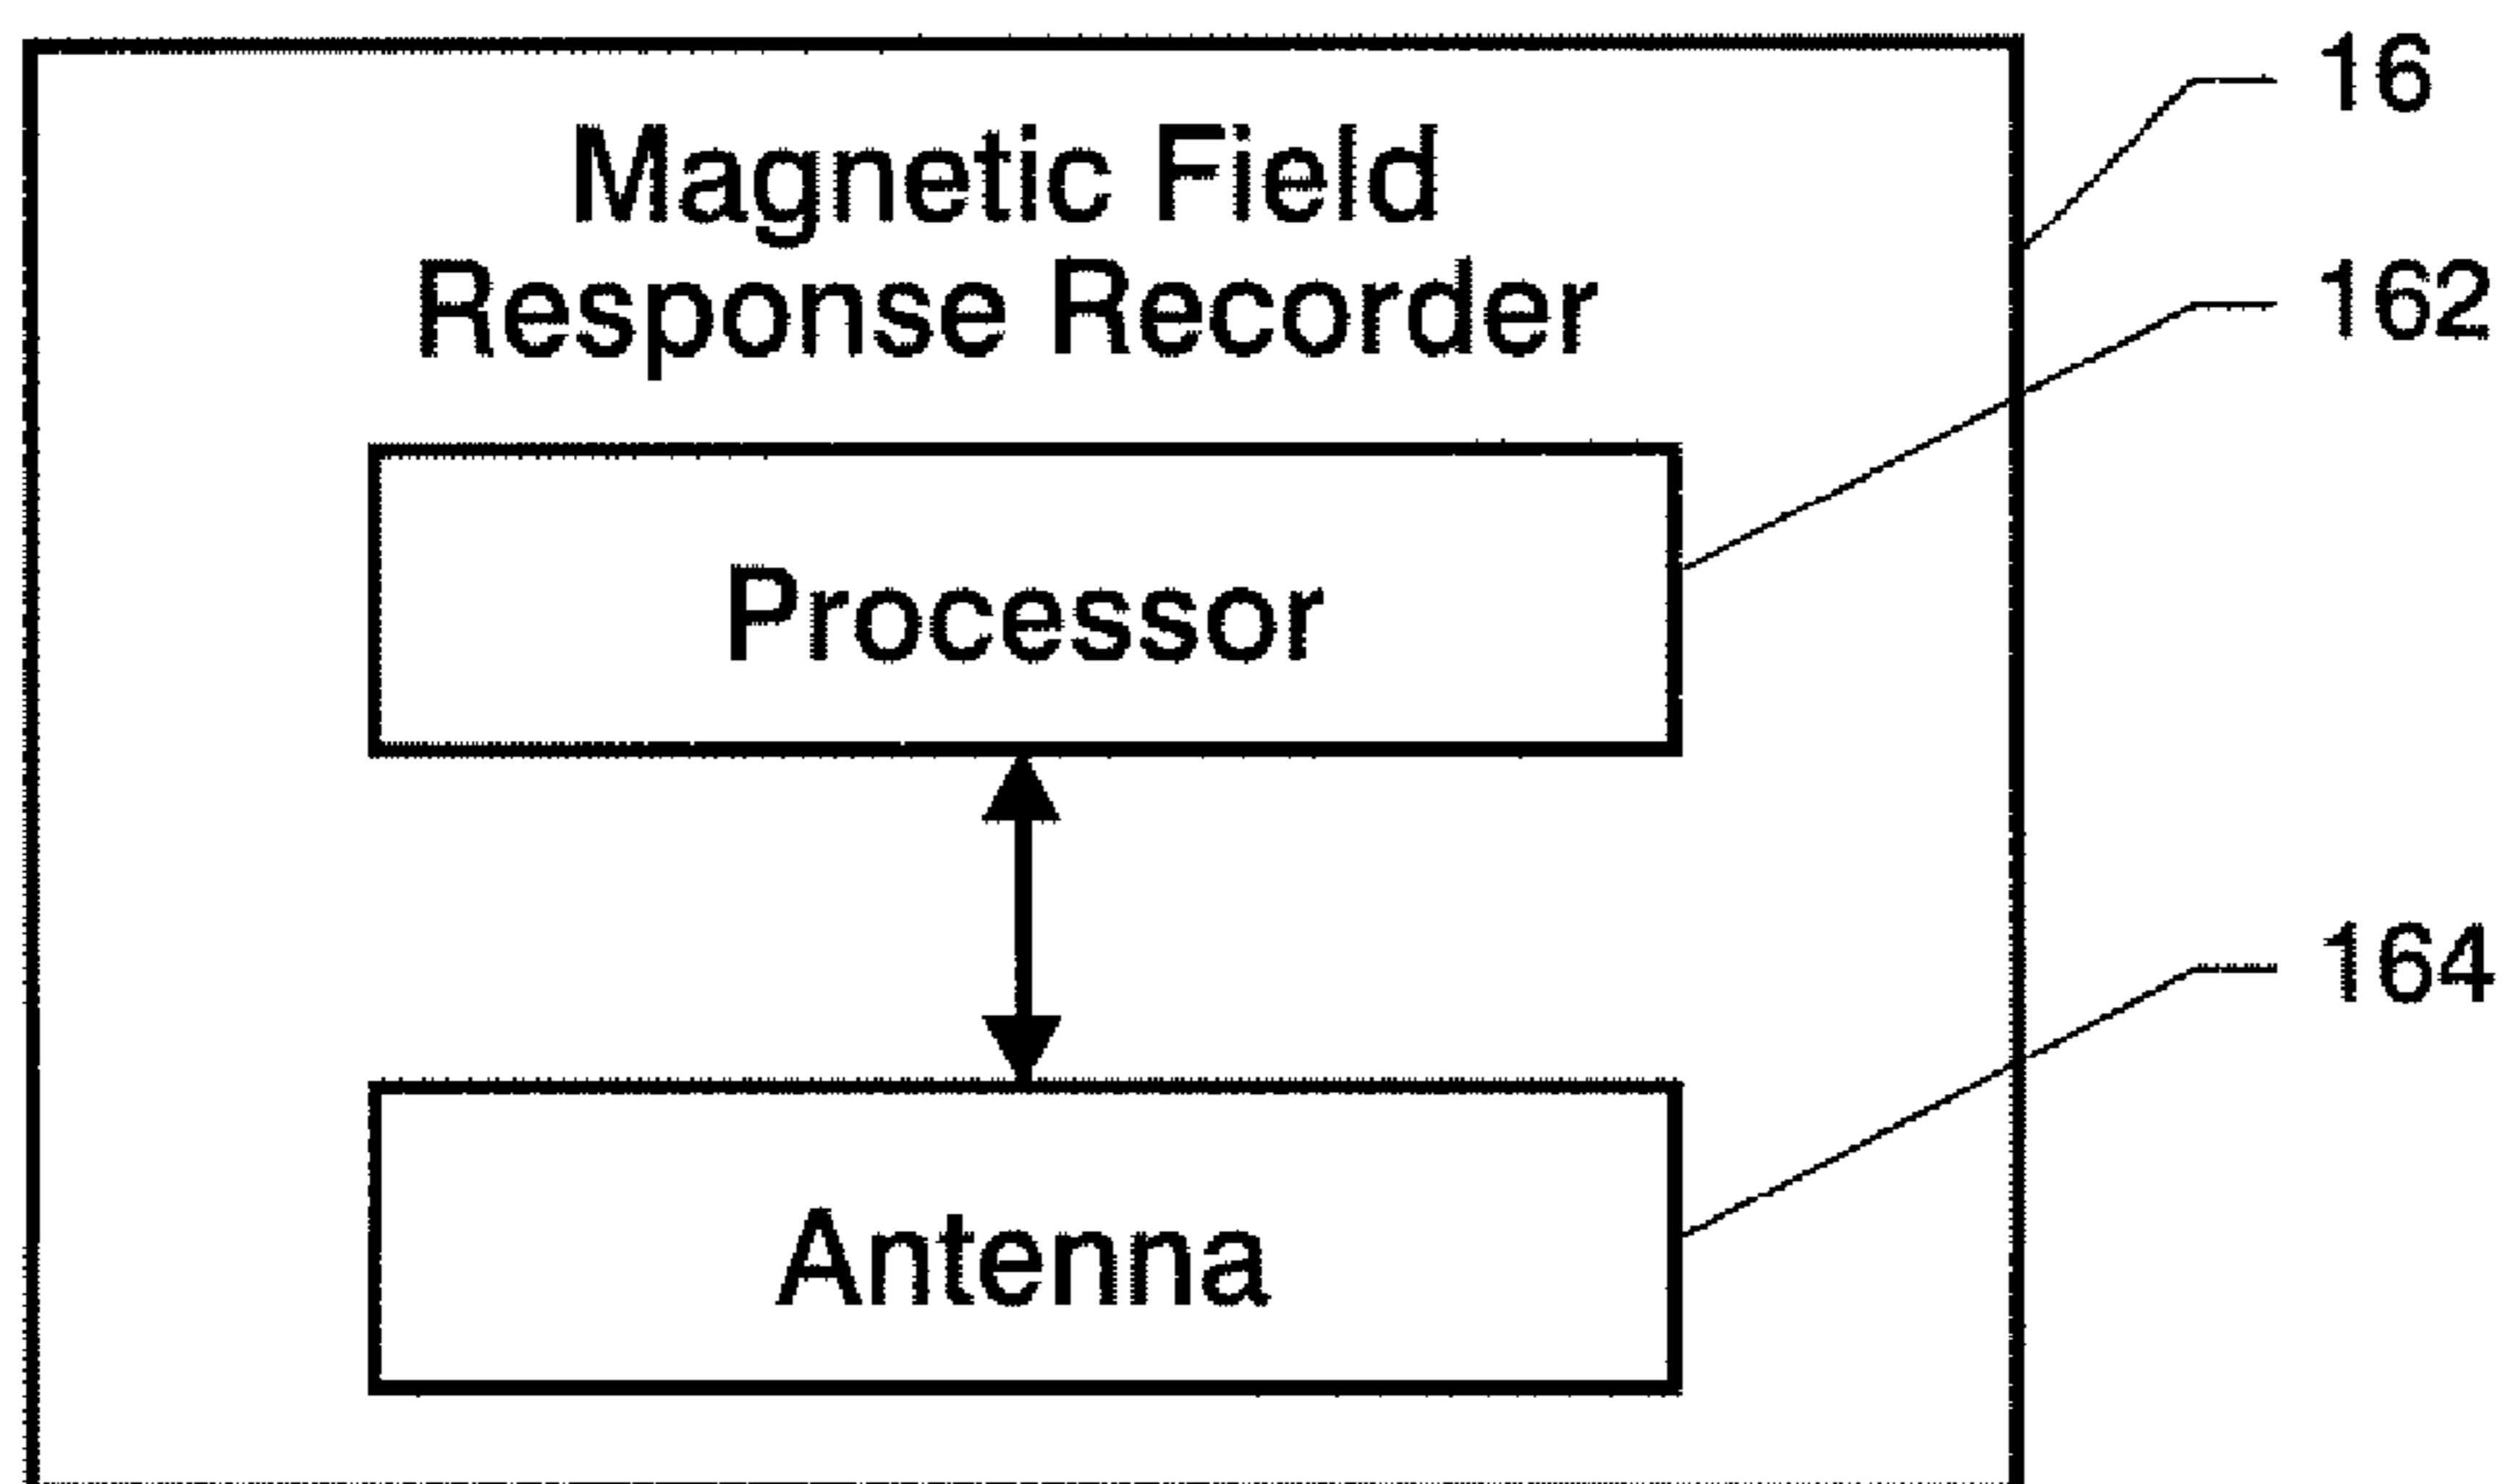 Magnetic Field
Response Recorder
16
162
Processor
164
Antenna